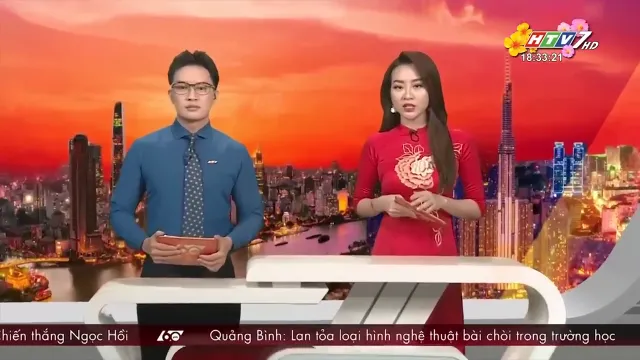 HTV7 HD
18:33:21
Chiến thắng Ngọc Hồi 60 Quảng Bình: Lan tỏa loại hình nghệ thuật bài chòi trong trường học